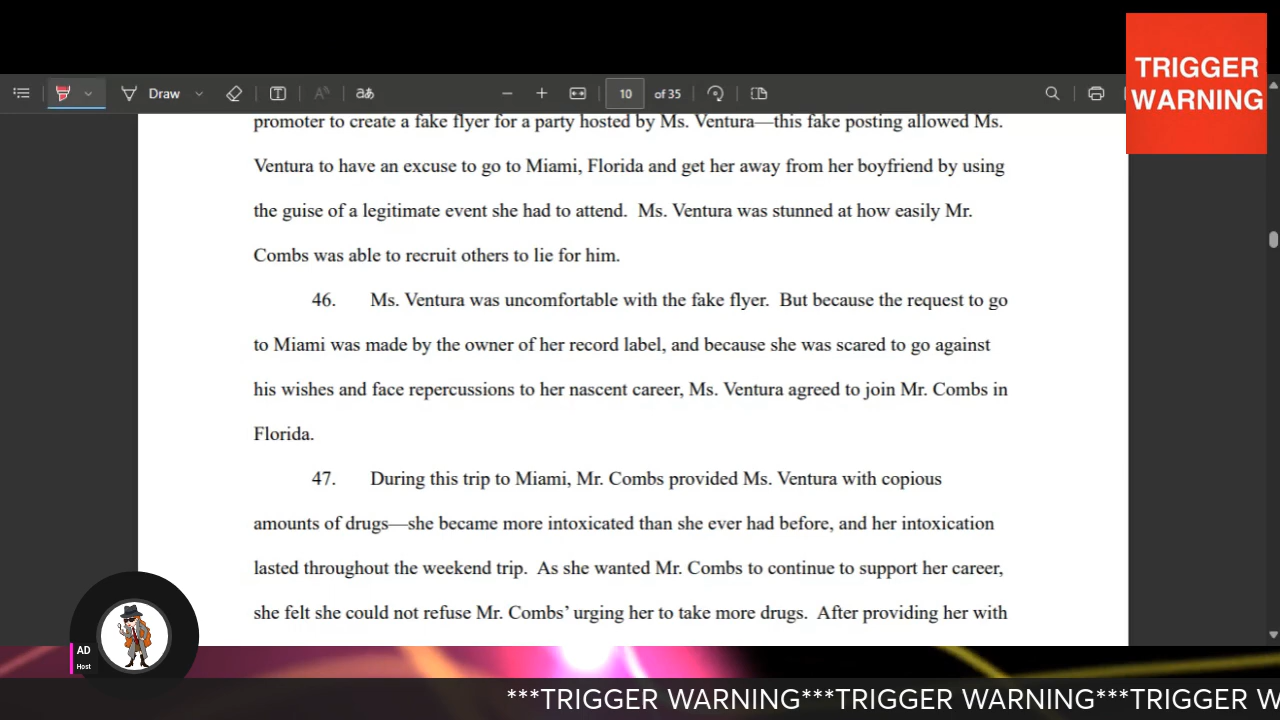 TRIGGER
WARNING
Draw
10 of 35
promoter to create a fake flyer for a party hosted by Ms. Ventura—this fake posting allowed Ms.
Ventura to have an excuse to go to Miami, Florida and get her away from her boyfriend by using
the guise of a legitimate event she had to attend.  Ms. Ventura was stunned at how easily Mr.
Combs was able to recruit others to lie for him.
46. Ms. Ventura was uncomfortable with the fake flyer.  But because the request to go
to Miami was made by the owner of her record label, and because she was scared to go against
his wishes and face repercussions to her nascent career, Ms. Ventura agreed to join Mr. Combs in
Florida.
47. During this trip to Miami, Mr. Combs provided Ms. Ventura with copious
amounts of drugs—she became more intoxicated than she ever had before, and her intoxication
lasted throughout the weekend trip.  As she wanted Mr. Combs to continue to support her career,
she felt she could not refuse Mr. Combs’ urging her to take more drugs.  After providing her with
AD
Host
***TRIGGER WARNING***TRIGGER WARNING***TRIGGER W